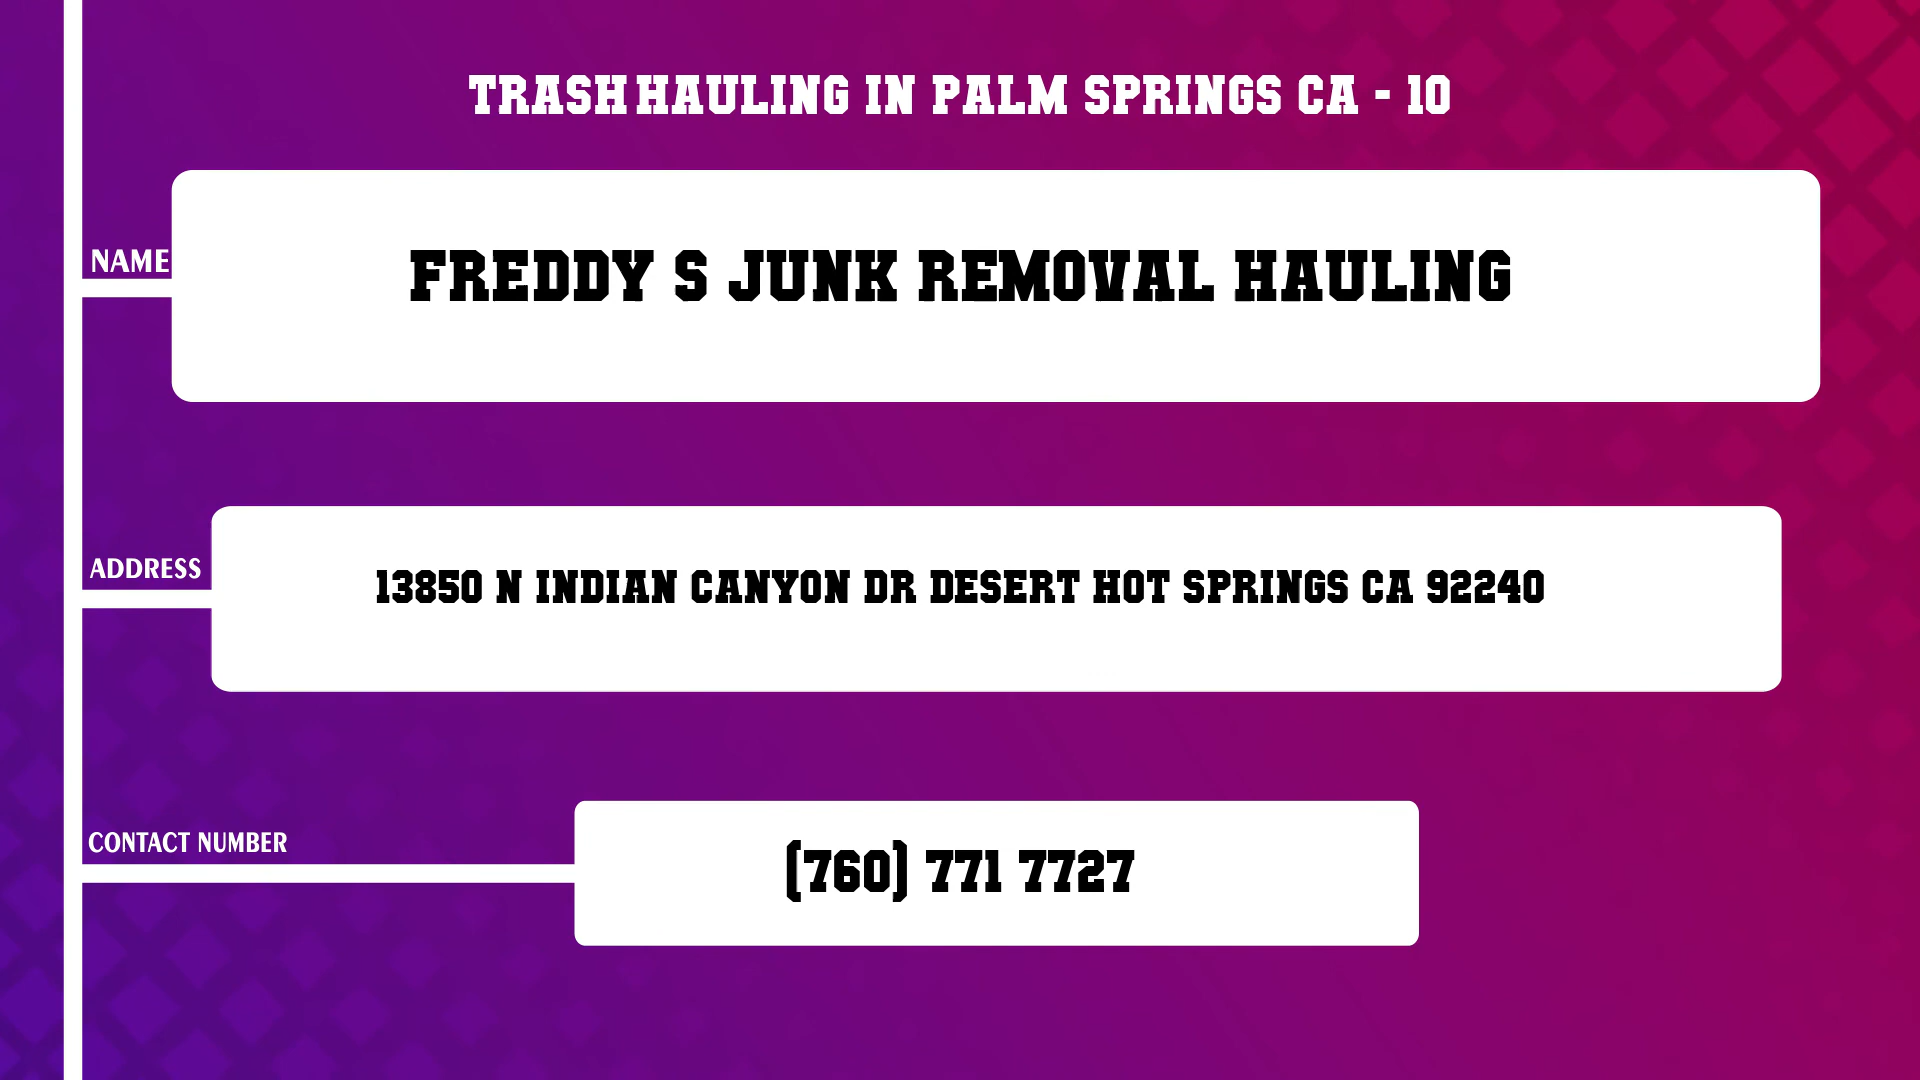 TRASH HAULING IN PALM SPRINGS CA - 10
NAME
FREDDY S JUNK REMOVAL HAULING
ADDRESS
13850 N INDIAN CANYON DR DESERT HOT SPRINGS CA 92240
CONTACT NUMBER
(760) 771 7727